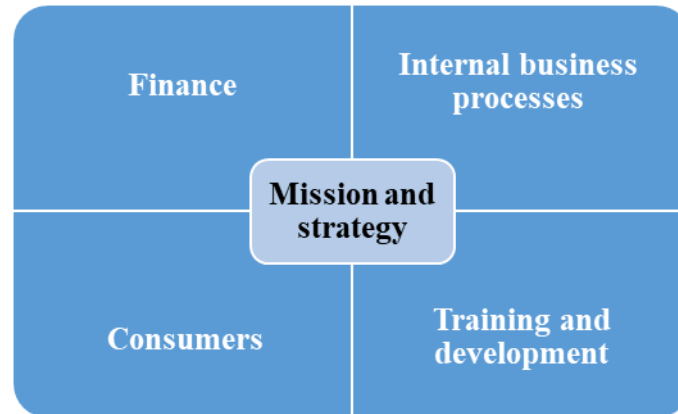 Finance
Internal business
processes
Mission and
strategy
Consumers
Training and
development